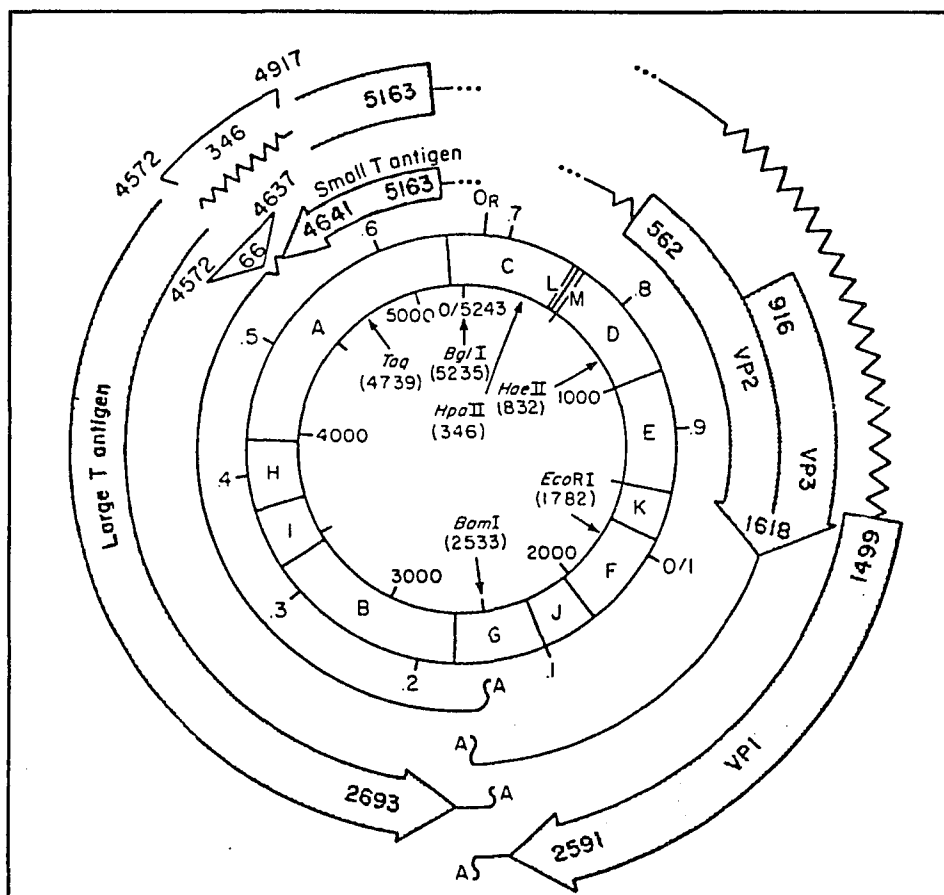 4917
5163
346
4572
Small T antigen
5163
4641
4637
66
4572
OR
.7
.6
C
L
M
.8
562
916
VP2
VP3
A
5000
0/5243
D
.5
Taq
(4739)
BglI
(5235)
HpaII
(346)
HaeII
(832)
1000
E
.9
Large T antigen
4000
.4
H
EcoRI
(1782)
K
1618
1499
I
BamI
(2533)
2000
F
0/1
3000
.3
B
G
J
.1
.2
A
A
VP1
2693
A
2591
A